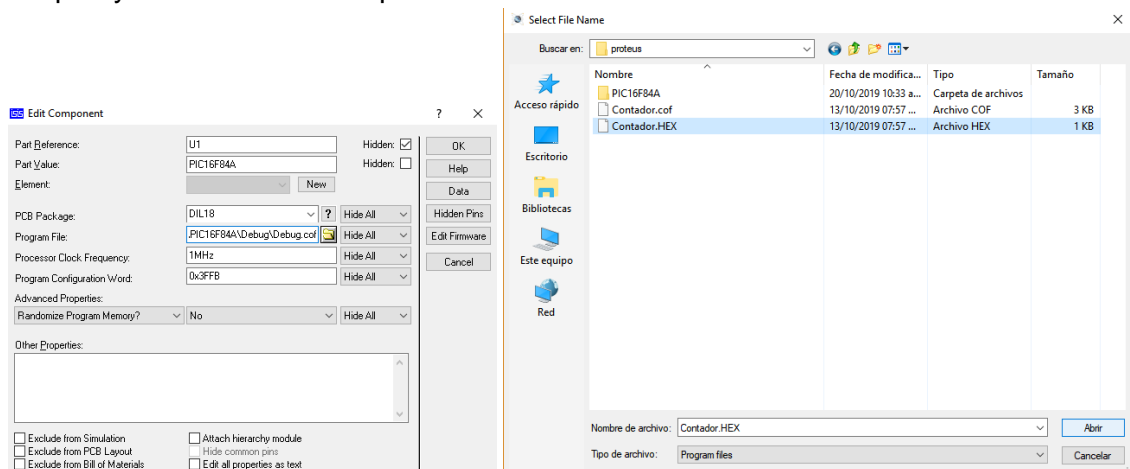 Edit Component
?
Part Reference:
U1
Hidden:
OK
Part Value:
PIC16F84A
Hidden:
Help
Element:
New
Data
PCB Package:
DIL18
?
Hide All
Hidden Pins
Program File:
.PIC16F84A\Debug\Debug.cof
Hide All
Edit Firmware
Processor Clock Frequency:
1MHz
Hide All
Cancel
Program Configuration Word:
0x3FFB
Hide All
Advanced Properties:
Randomize Program Memory?
No
Hide All
Other Properties:
Exclude from Simulation
Attach hierarchy module
Exclude from PCB Layout
Hide common pins
Exclude from Bill of Materials
Edit all properties as text
Select File Name
Buscar en:
proteus
Acceso rápido
Escritorio
Bibliotecas
Este equipo
Red
Nombre
Fecha de modifica...
Tipo
Tamaño
PIC16F84A
20/10/2019 10:33 a...
Carpeta de archivos
Contador.cof
13/10/2019 07:57 ...
Archivo COF
3 KB
Contador.HEX
13/10/2019 07:57 ...
Archivo HEX
1 KB
Nombre de archivo:
Contador.HEX
Abrir
Tipo de archivo:
Program files
Cancelar